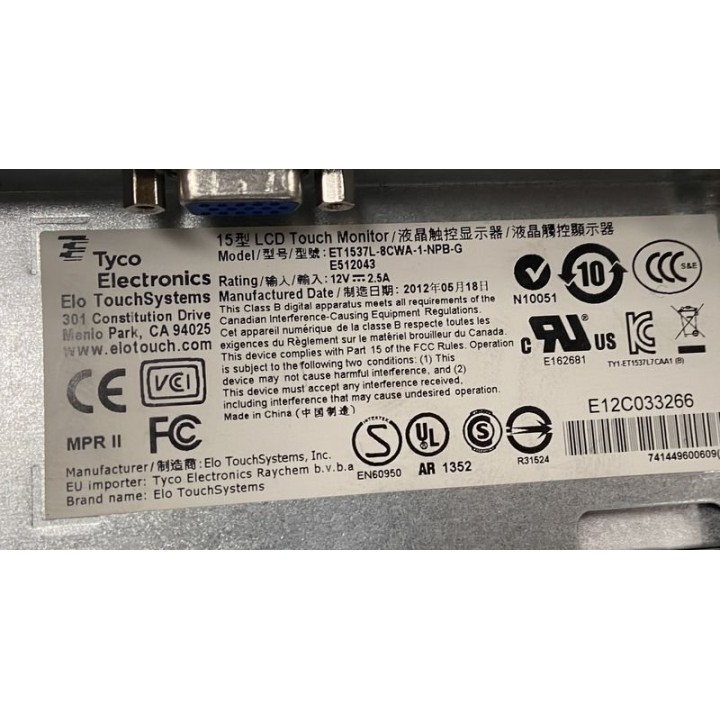 Tyco
Electronics
Elo TouchSystems
301 Constitution Drive
Menlo Park, CA 94025
www.elotouch.com
15型 LCD Touch Monitor/液晶触控显示器/液晶觸控顯示器
Model/型号/型號: ET1537L-8CWA-1-NPB-G
E512043
Rating/输入/輸入: 12V⎓2.5A
Manufactured Date / 制造日期: 2012年05月18日
This Class B digital apparatus meets all requirements of the
Canadian Interference-Causing Equipment Regulations.
Cet appareil numérique de la classe B respecte toutes les
exigences du Règlement sur le matériel brouilleur du Canada.
This device complies with Part 15 of the FCC Rules. Operation
is subject to the following two conditions: (1) This
device may not cause harmful interference, and (2)
This device must accept any interference received,
including interference that may cause undesired operation.
Made in China (中国制造)
N10051
10
CCC S&E
c RU US
E162681
TY1-ET1537L7CAA1 (B)
CE
VCI
MPR II
FC
INTERTEK
S
EN60950
UL
AR 1352
S
R31524
E12C033266
741449600609(
Manufacturer/制造商: Elo TouchSystems, Inc.
EU importer: Tyco Electronics Raychem b.v.b.a
Brand name: Elo TouchSystems